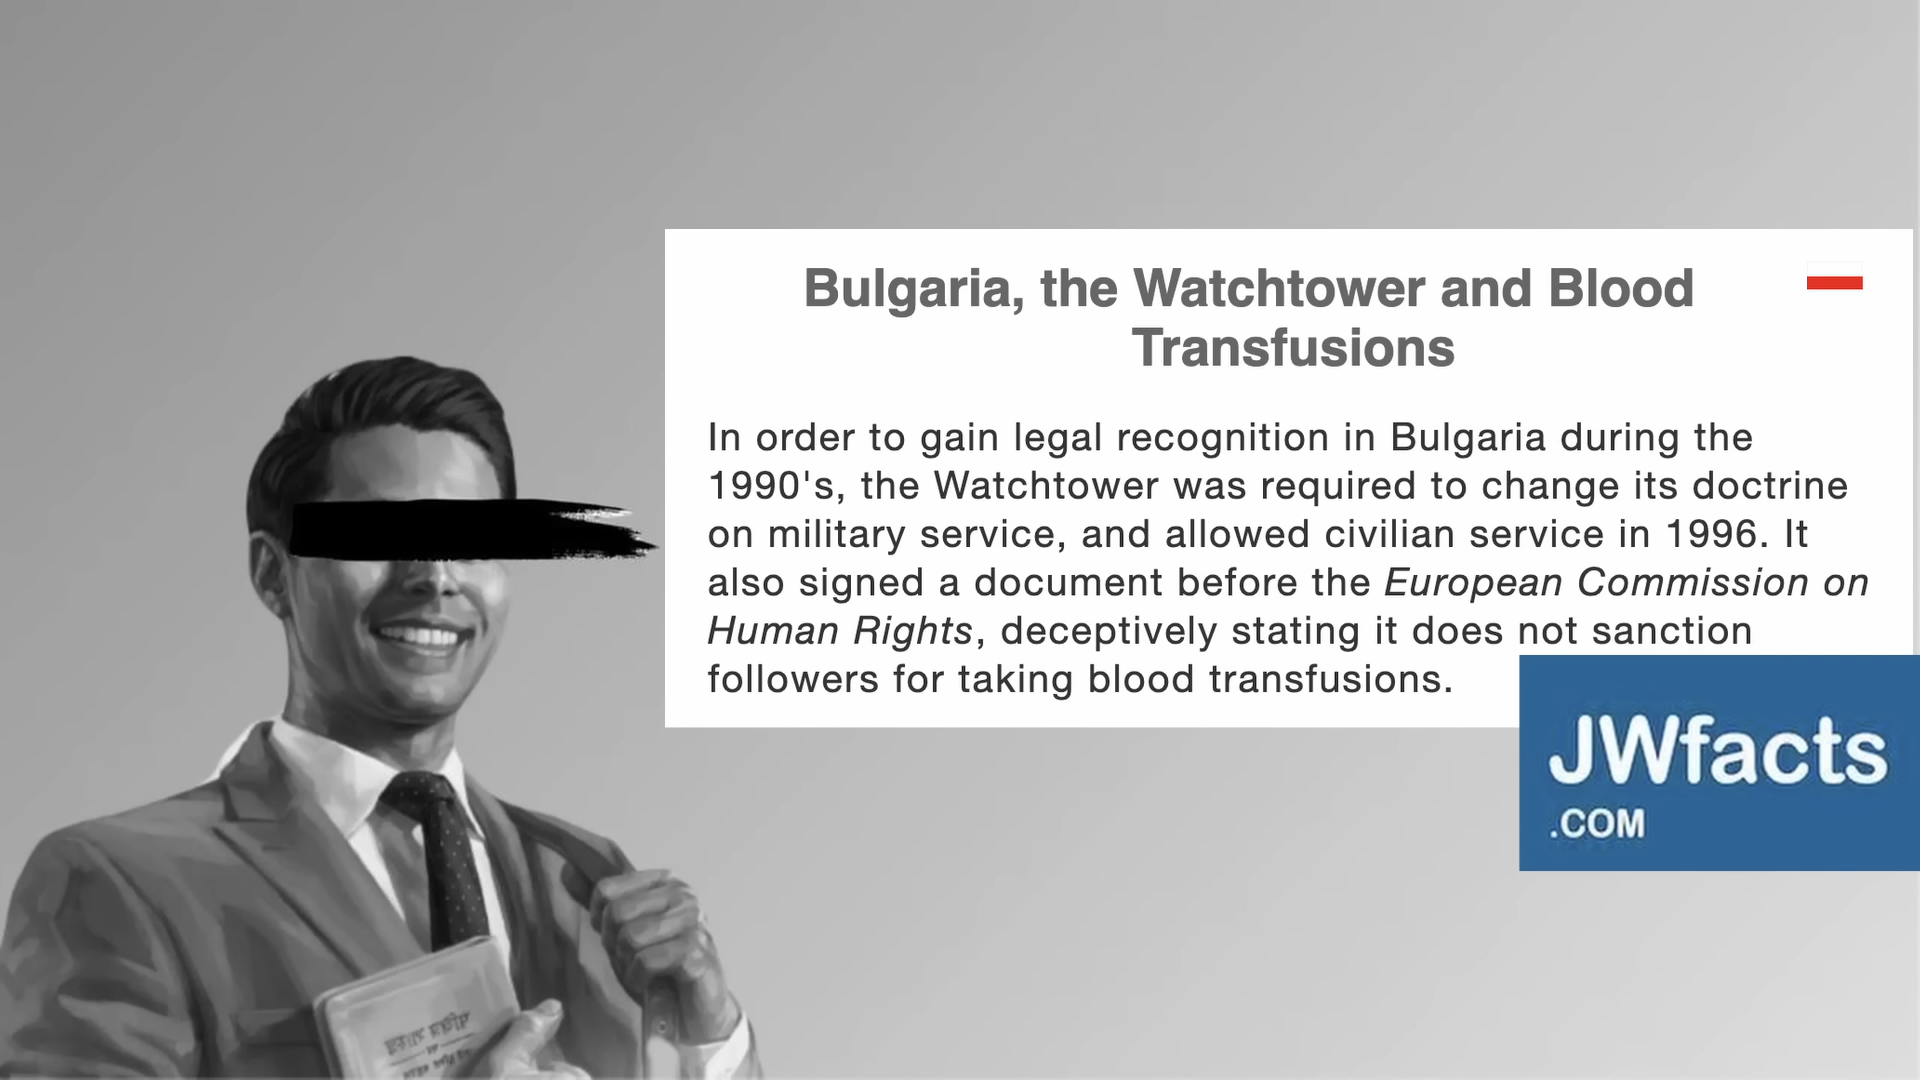 Bulgaria, the Watchtower and Blood
Transfusions
In order to gain legal recognition in Bulgaria during the
1990's, the Watchtower was required to change its doctrine
on military service, and allowed civilian service in 1996. It
also signed a document before the European Commission on
Human Rights, deceptively stating it does not sanction
followers for taking blood transfusions.
JWfacts
.COM